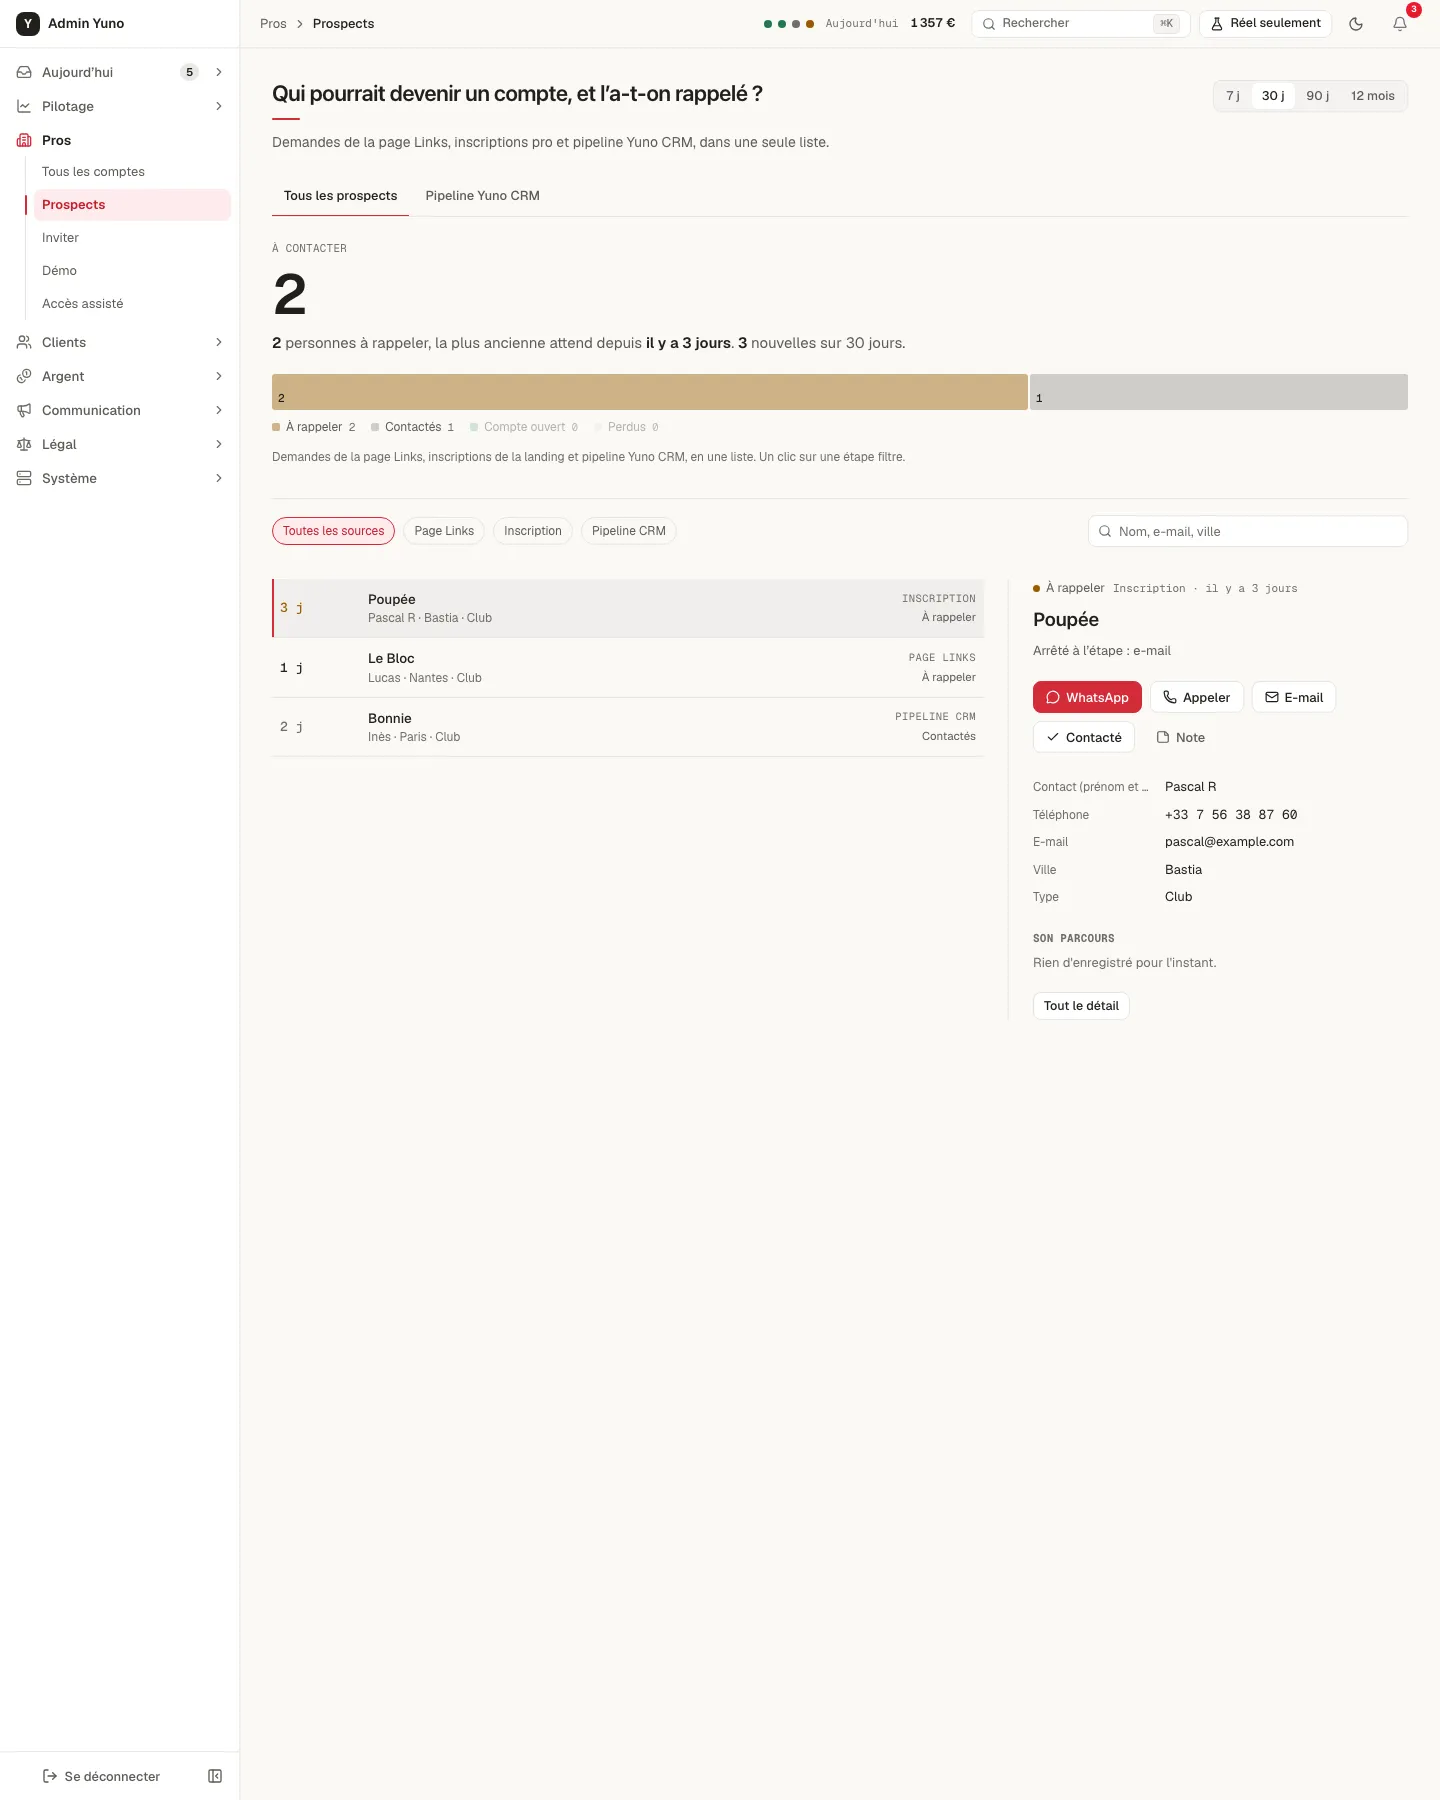 Y Admin Yuno
Pros > Prospects
Aujourd'hui 1 357 €
Rechercher ⌘K
Réel seulement
3
Aujourd'hui 5
Pilotage
Pros
Tous les comptes
Prospects
Inviter
Démo
Accès assisté
Clients
Argent
Communication
Légal
Système
Se déconnecter
Qui pourrait devenir un compte, et l'a-t-on rappelé ?
7 j 30 j 90 j 12 mois
Demandes de la page Links, inscriptions pro et pipeline Yuno CRM, dans une seule liste.
Tous les prospects Pipeline Yuno CRM
À CONTACTER
2
2 personnes à rappeler, la plus ancienne attend depuis il y a 3 jours. 3 nouvelles sur 30 jours.
2 1
À rappeler 2 Contactés 1 Compte ouvert 0 Perdus 0
Demandes de la page Links, inscriptions de la landing et pipeline Yuno CRM, en une liste. Un clic sur une étape filtre.
Toutes les sources Page Links Inscription Pipeline CRM
Nom, e-mail, ville
3 j Poupée INSCRIPTION
Pascal R · Bastia · Club À rappeler
1 j Le Bloc PAGE LINKS
Lucas · Nantes · Club À rappeler
2 j Bonnie PIPELINE CRM
Inès · Paris · Club Contactés
À rappeler Inscription · il y a 3 jours
Poupée
Arrêté à l'étape : e-mail
WhatsApp Appeler E-mail
Contacté Note
Contact (prénom et … Pascal R
Téléphone +33 7 56 38 87 60
E-mail pascal@example.com
Ville Bastia
Type Club
SON PARCOURS
Rien d'enregistré pour l'instant.
Tout le détail